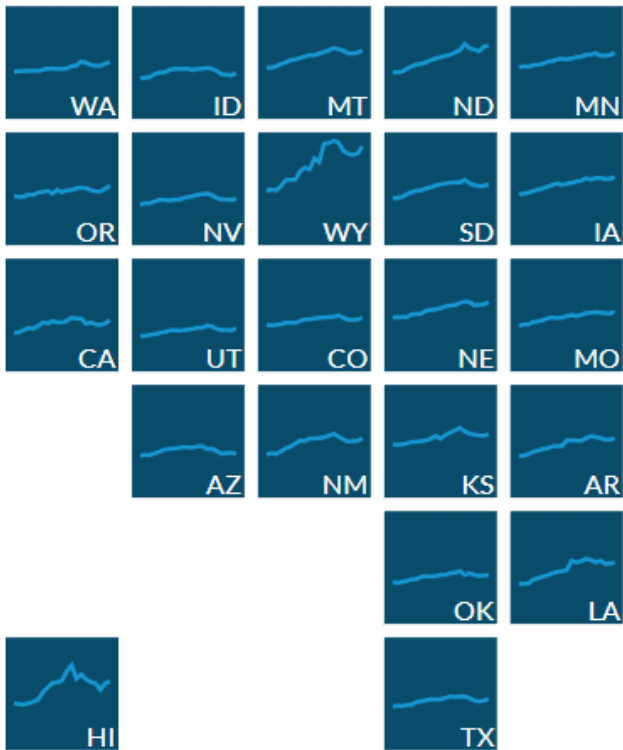 WA ID MT ND MN
OR NV WY SD IA
CA UT CO NE MO
AZ NM KS AR
OK LA
HI TX